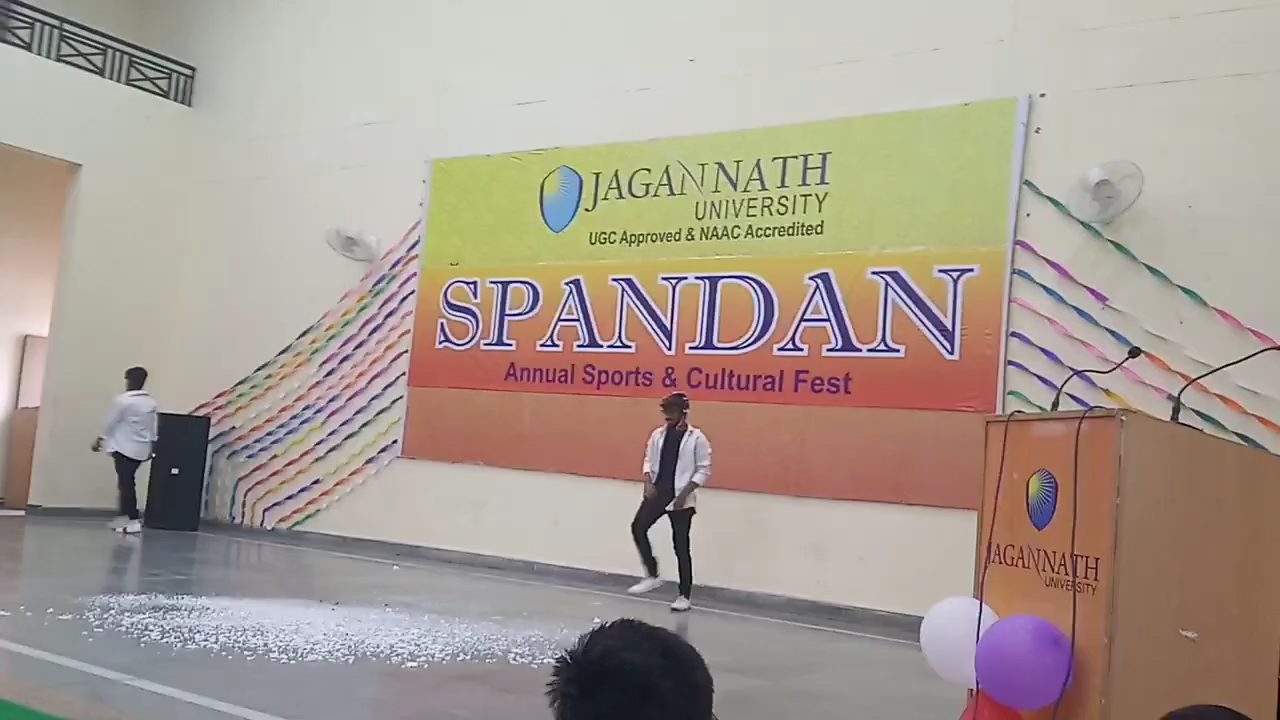 JAGANNATH
UNIVERSITY
UGC Approved & NAAC Accredited
SPANDAN
Annual Sports & Cultural Fest
JAGANNATH
UNIVERSITY